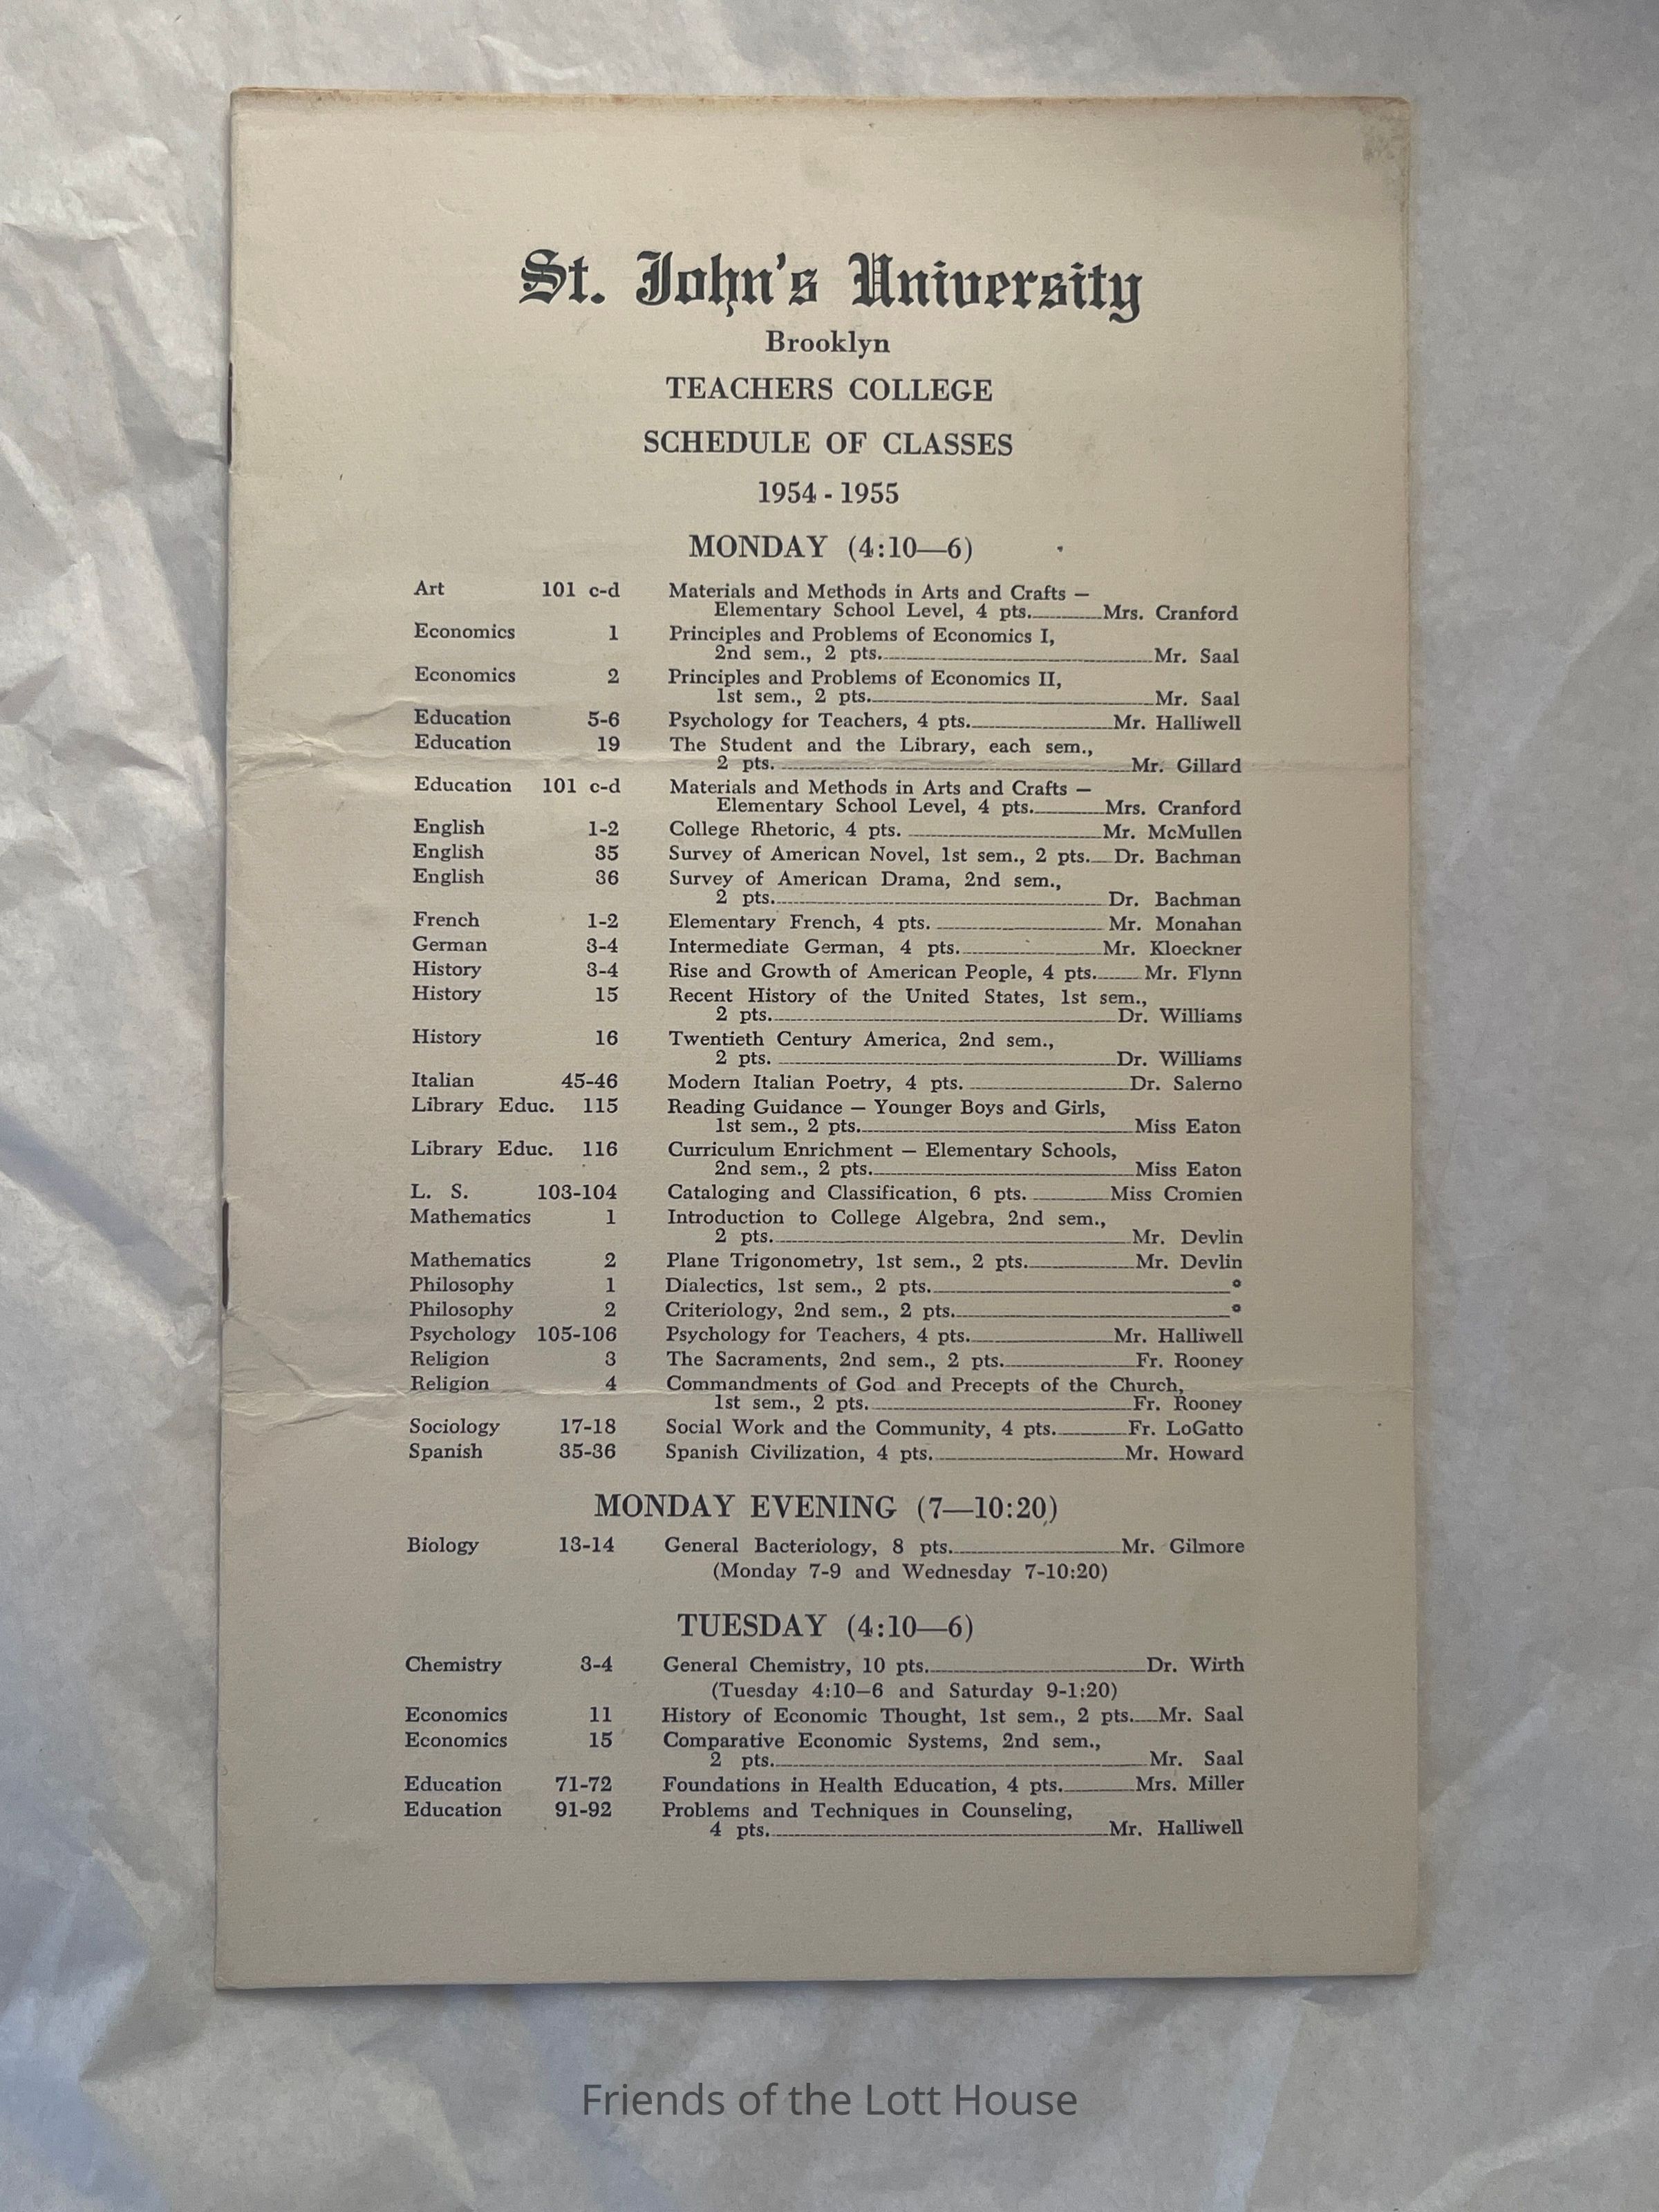 St. John's University
Brooklyn
TEACHERS COLLEGE
SCHEDULE OF CLASSES
1954 - 1955
MONDAY (4:10—6)
Art 101 c-d Materials and Methods in Arts and Crafts —
Elementary School Level, 4 pts. Mrs. Cranford
Economics 1 Principles and Problems of Economics I,
2nd sem., 2 pts. Mr. Saal
Economics 2 Principles and Problems of Economics II,
1st sem., 2 pts. Mr. Saal
Education 5-6 Psychology for Teachers, 4 pts. Mr. Halliwell
Education 19 The Student and the Library, each sem.,
2 pts. Mr. Gillard
Education 101 c-d Materials and Methods in Arts and Crafts —
Elementary School Level, 4 pts. Mrs. Cranford
English 1-2 College Rhetoric, 4 pts. Mr. McMullen
English 35 Survey of American Novel, 1st sem., 2 pts. Dr. Bachman
English 36 Survey of American Drama, 2nd sem.,
2 pts. Dr. Bachman
French 1-2 Elementary French, 4 pts. Mr. Monahan
German 3-4 Intermediate German, 4 pts. Mr. Kloeckner
History 3-4 Rise and Growth of American People, 4 pts. Mr. Flynn
History 15 Recent History of the United States, 1st sem.,
2 pts. Dr. Williams
History 16 Twentieth Century America, 2nd sem.,
2 pts. Dr. Williams
Italian 45-46 Modern Italian Poetry, 4 pts. Dr. Salerno
Library Educ. 115 Reading Guidance — Younger Boys and Girls,
1st sem., 2 pts. Miss Eaton
Library Educ. 116 Curriculum Enrichment — Elementary Schools,
2nd sem., 2 pts. Miss Eaton
L. S. 103-104 Cataloging and Classification, 6 pts. Miss Cromien
Mathematics 1 Introduction to College Algebra, 2nd sem.,
2 pts. Mr. Devlin
Mathematics 2 Plane Trigonometry, 1st sem., 2 pts. Mr. Devlin
Philosophy 1 Dialectics, 1st sem., 2 pts. *
Philosophy 2 Criteriology, 2nd sem., 2 pts. *
Psychology 105-106 Psychology for Teachers, 4 pts. Mr. Halliwell
Religion 3 The Sacraments, 2nd sem., 2 pts. Fr. Rooney
Religion 4 Commandments of God and Precepts of the Church,
1st sem., 2 pts. Fr. Rooney
Sociology 17-18 Social Work and the Community, 4 pts. Fr. LoGatto
Spanish 35-36 Spanish Civilization, 4 pts. Mr. Howard
MONDAY EVENING (7—10:20)
Biology 13-14 General Bacteriology, 8 pts. Mr. Gilmore
(Monday 7-9 and Wednesday 7-10:20)
TUESDAY (4:10—6)
Chemistry 3-4 General Chemistry, 10 pts. Dr. Wirth
(Tuesday 4:10—6 and Saturday 9-1:20)
Economics 11 History of Economic Thought, 1st sem., 2 pts. Mr. Saal
Economics 15 Comparative Economic Systems, 2nd sem.,
2 pts. Mr. Saal
Education 71-72 Foundations in Health Education, 4 pts. Mrs. Miller
Education 91-92 Problems and Techniques in Counseling,
4 pts. Mr. Halliwell
Friends of the Lott House